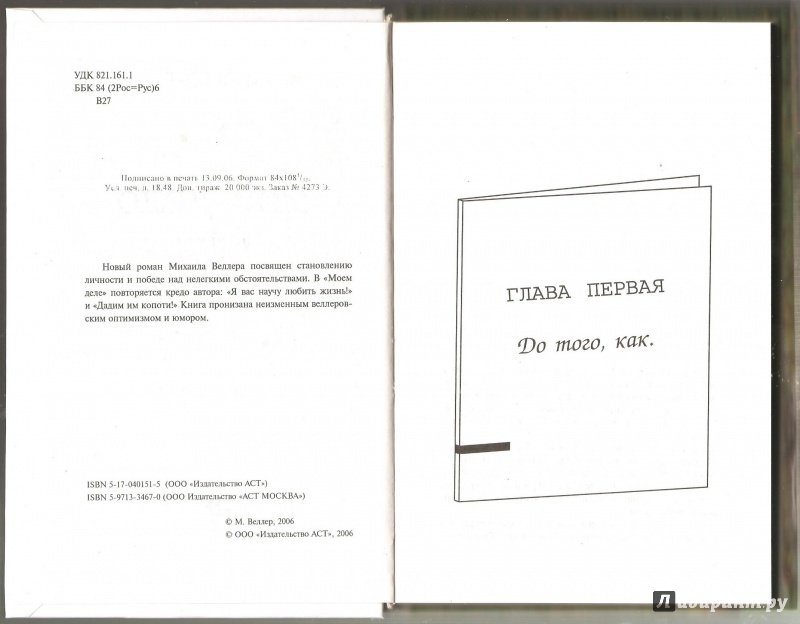 УДК 821.161.1
ББК 84 (2Рос=Рус)6
В27
Подписано в печать 13.09.06. Формат 84x108¹/₃₂.
Усл. печ. л. 18,48. Доп. тираж 20 000 экз. Заказ № 4273 Э.
Новый роман Михаила Веллера посвящен становлению
личности и победе над нелегкими обстоятельствами. В «Моем
деле» повторяется кредо автора: «Я вас научу любить жизнь!»
и «Дадим им копоти!» Книга пронизана неизменным веллеров-
ским оптимизмом и юмором.
ISBN 5-17-040151-5 (ООО «Издательство АСТ»)
ISBN 5-9713-3467-0 (ООО Издательство «АСТ МОСКВА»)
© М. Веллер, 2006
© ООО «Издательство АСТ», 2006
ГЛАВА ПЕРВАЯ
До того, как.
Лабиринт.ру